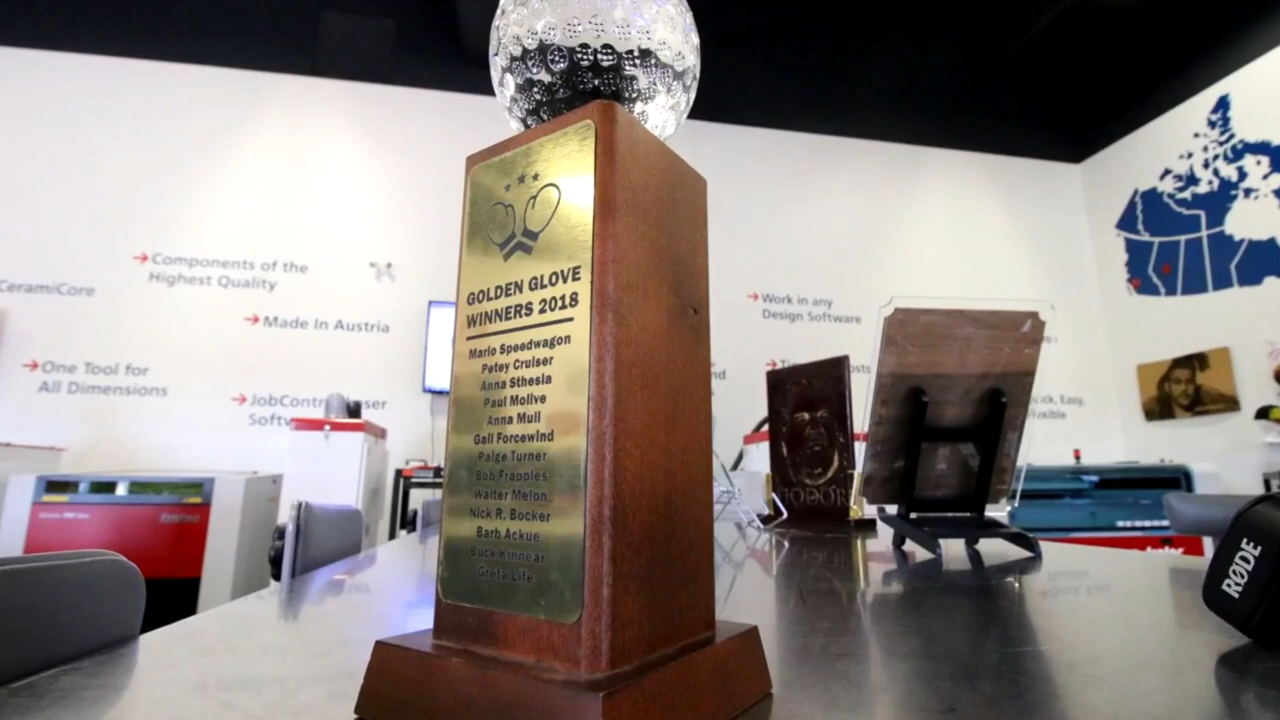 GOLDEN GLOVE
WINNERS 2018
Mario Speedwagon
Petey Cruiser
Anna Sthesia
Paul Molive
Anna Mull
Gail Forcewind
Paige Turner
Bob Frapples
Walter Melon
Nick R. Bocker
Barb Ackue
Buck Kinnear
Greta Life
CeramiCore
Components of the
Highest Quality
Made In Austria
One Tool for
All Dimensions
JobContr
Work in any
Design Software
Easy,
HODOR
RØDE